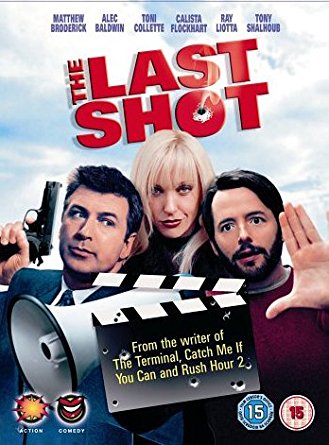 MATTHEW ALEC TONI CALISTA RAY TONY
BRODERICK BALDWIN COLLETTE FLOCKHART LIOTTA SHALHOUB
THE
LAST
SHOT
From the writer of
The Terminal, Catch Me If
You Can and Rush Hour 2.
ACTION COMEDY
15 15